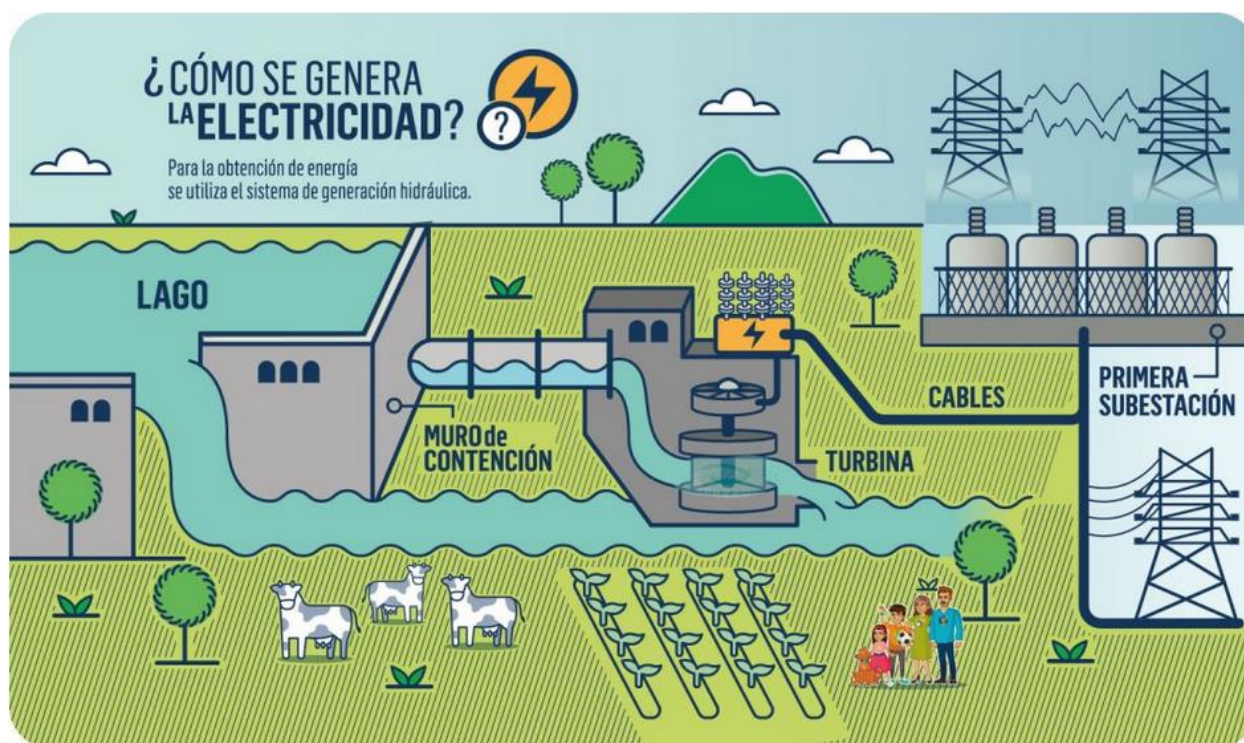 ¿CÓMO SE GENERA
LA ELECTRICIDAD?
?
Para la obtención de energía
se utiliza el sistema de generación hidráulica.
LAGO
MURO de
CONTENCIÓN
TURBINA
CABLES
PRIMERA
SUBESTACIÓN